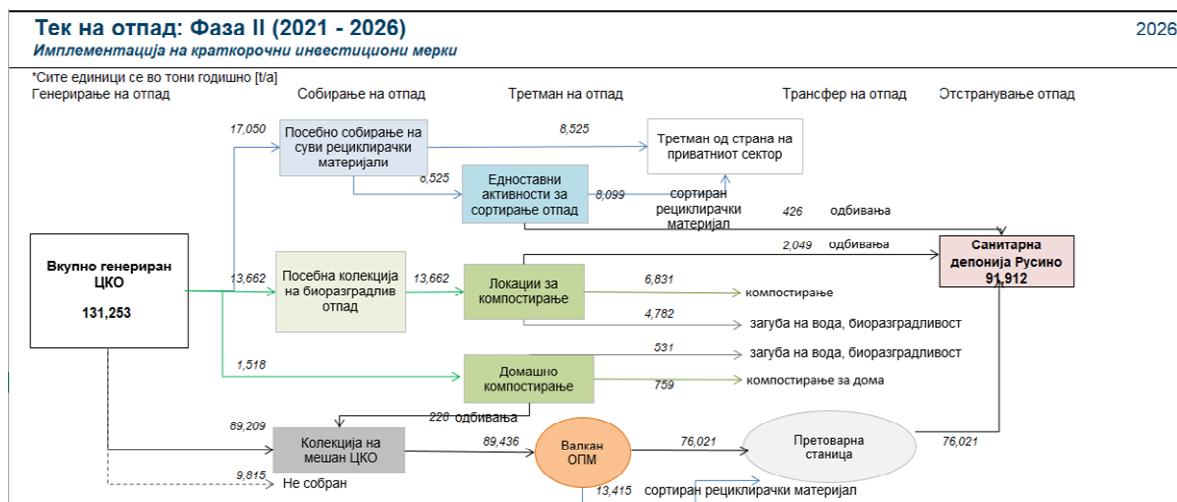 Тек на отпад: Фаза II (2021 - 2026)
2026
Имплементација на краткорочни инвестициони мерки
*Сите единици се во тони годишно [t/a]
Генерирање на отпад
Собирање на отпад
Третман на отпад
Трансфер на отпад
Отстранување отпад
17,050
Посебно собирање на
суви рециклирачки
материјали
8,525
Третман од страна на
приватниот сектор
8,525
Едноставни
активности за
сортирање отпад
8,099
сортиран
рециклирачки
материјал
426
одбивања
2,049
одбивања
Санитарна
депонија Русино
91,912
Вкупно генериран
ЦКО
131,253
13,662
Посебна колекција
на биоразградлив
отпад
13,662
Локации за
компостирање
6,831
компостирање
4,782
загуба на вода, биоразградливост
531
загуба на вода, биоразградливост
1,518
Домашно
компостирање
759
компостирање за дома
228
одбивања
89,209
Колекција на
мешан ЦКО
89,436
Валкан
ОПМ
76,021
Претоварна
станица
76,021
9,815
Не собран
13,415
сортиран рециклирачки материјал